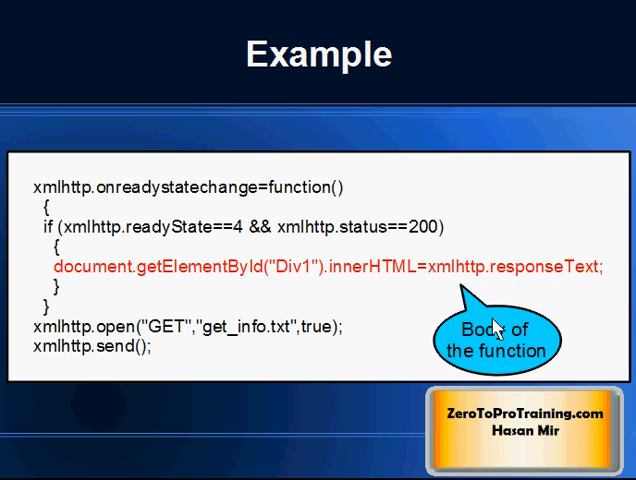 Example
xmlhttp.onreadystatechange=function()
{
if (xmlhttp.readyState==4 && xmlhttp.status==200)
{
document.getElementById("Div1").innerHTML=xmlhttp.responseText;
}
}
xmlhttp.open("GET","get_info.txt",true);
xmlhttp.send();
Body of
the function
ZeroToProTraining.com
Hasan Mir